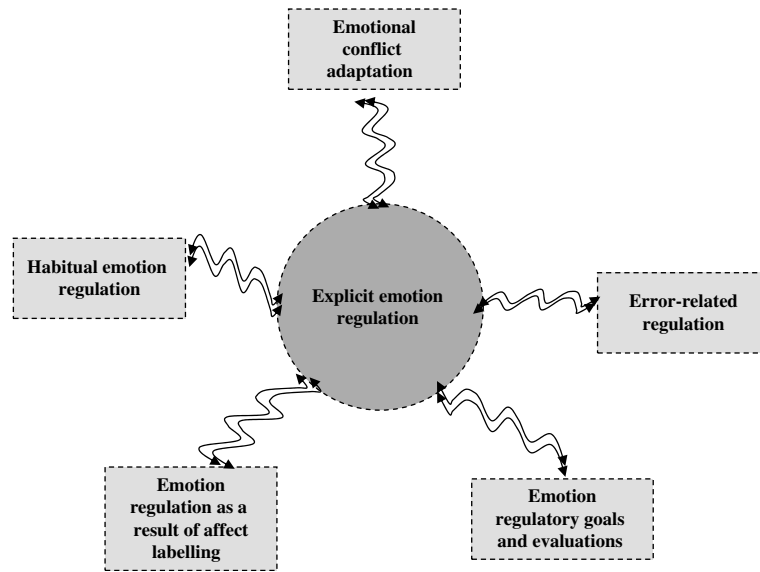 Emotional
conflict
adaptation
Habitual emotion
regulation
Explicit emotion
regulation
Error-related
regulation
Emotion
regulation as a
result of affect
labelling
Emotion
regulatory goals
and evaluations